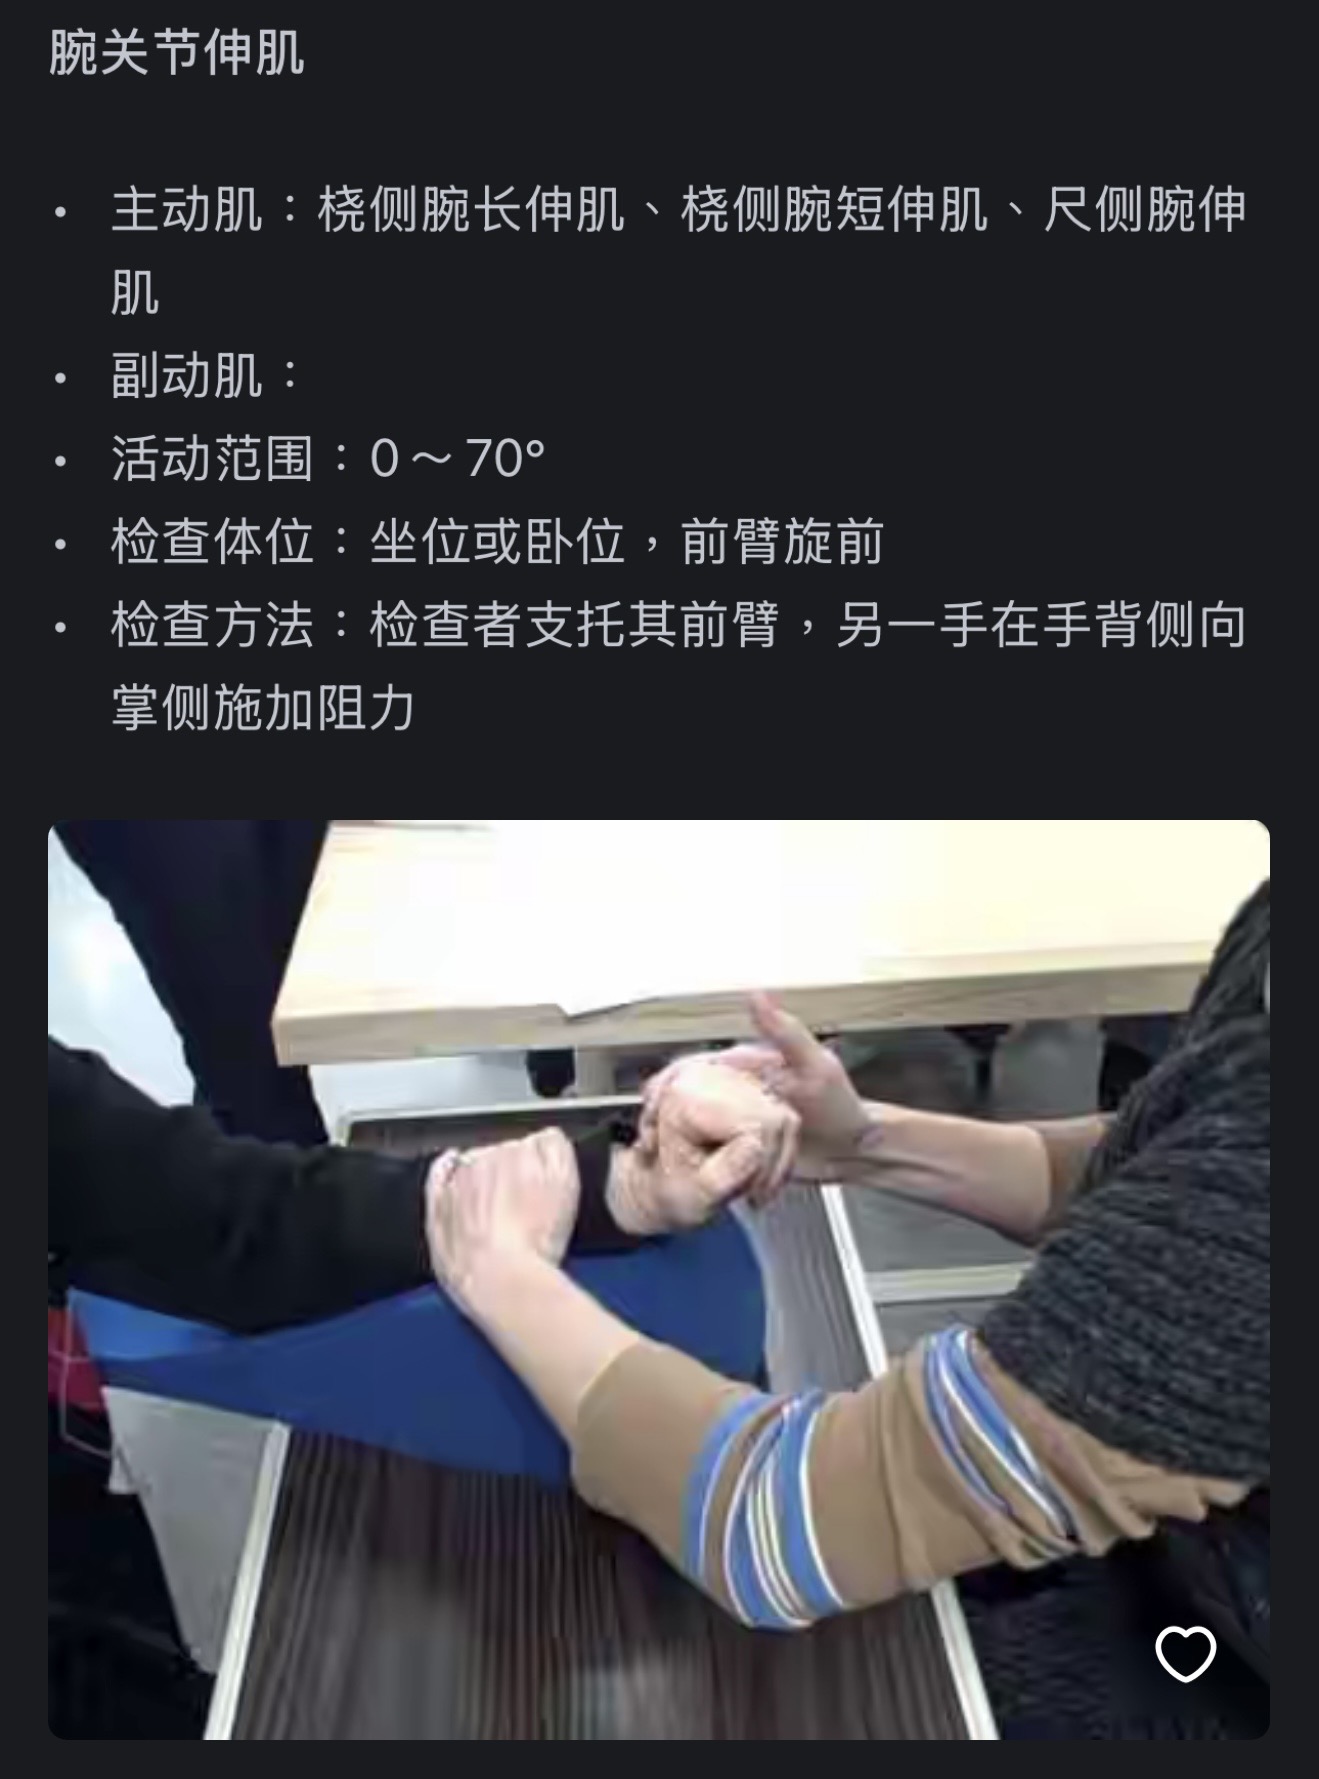 腕关节伸肌
• 主动肌：桡侧腕长伸肌、桡侧腕短伸肌、尺侧腕伸
肌
• 副动肌：
• 活动范围：0～70°
• 检查体位：坐位或卧位，前臂旋前
• 检查方法：检查者支托其前臂，另一手在手背侧向
掌侧施加阻力